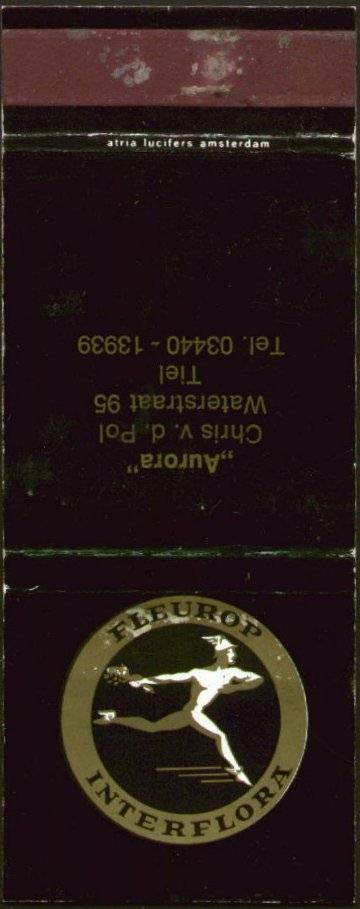 atria lucifers amsterdam
„Aurora”
Chris v. d. Pol
Waterstraat 95
Tiel
Tel. 03440 - 13939
FLEUROP
INTERFLORA